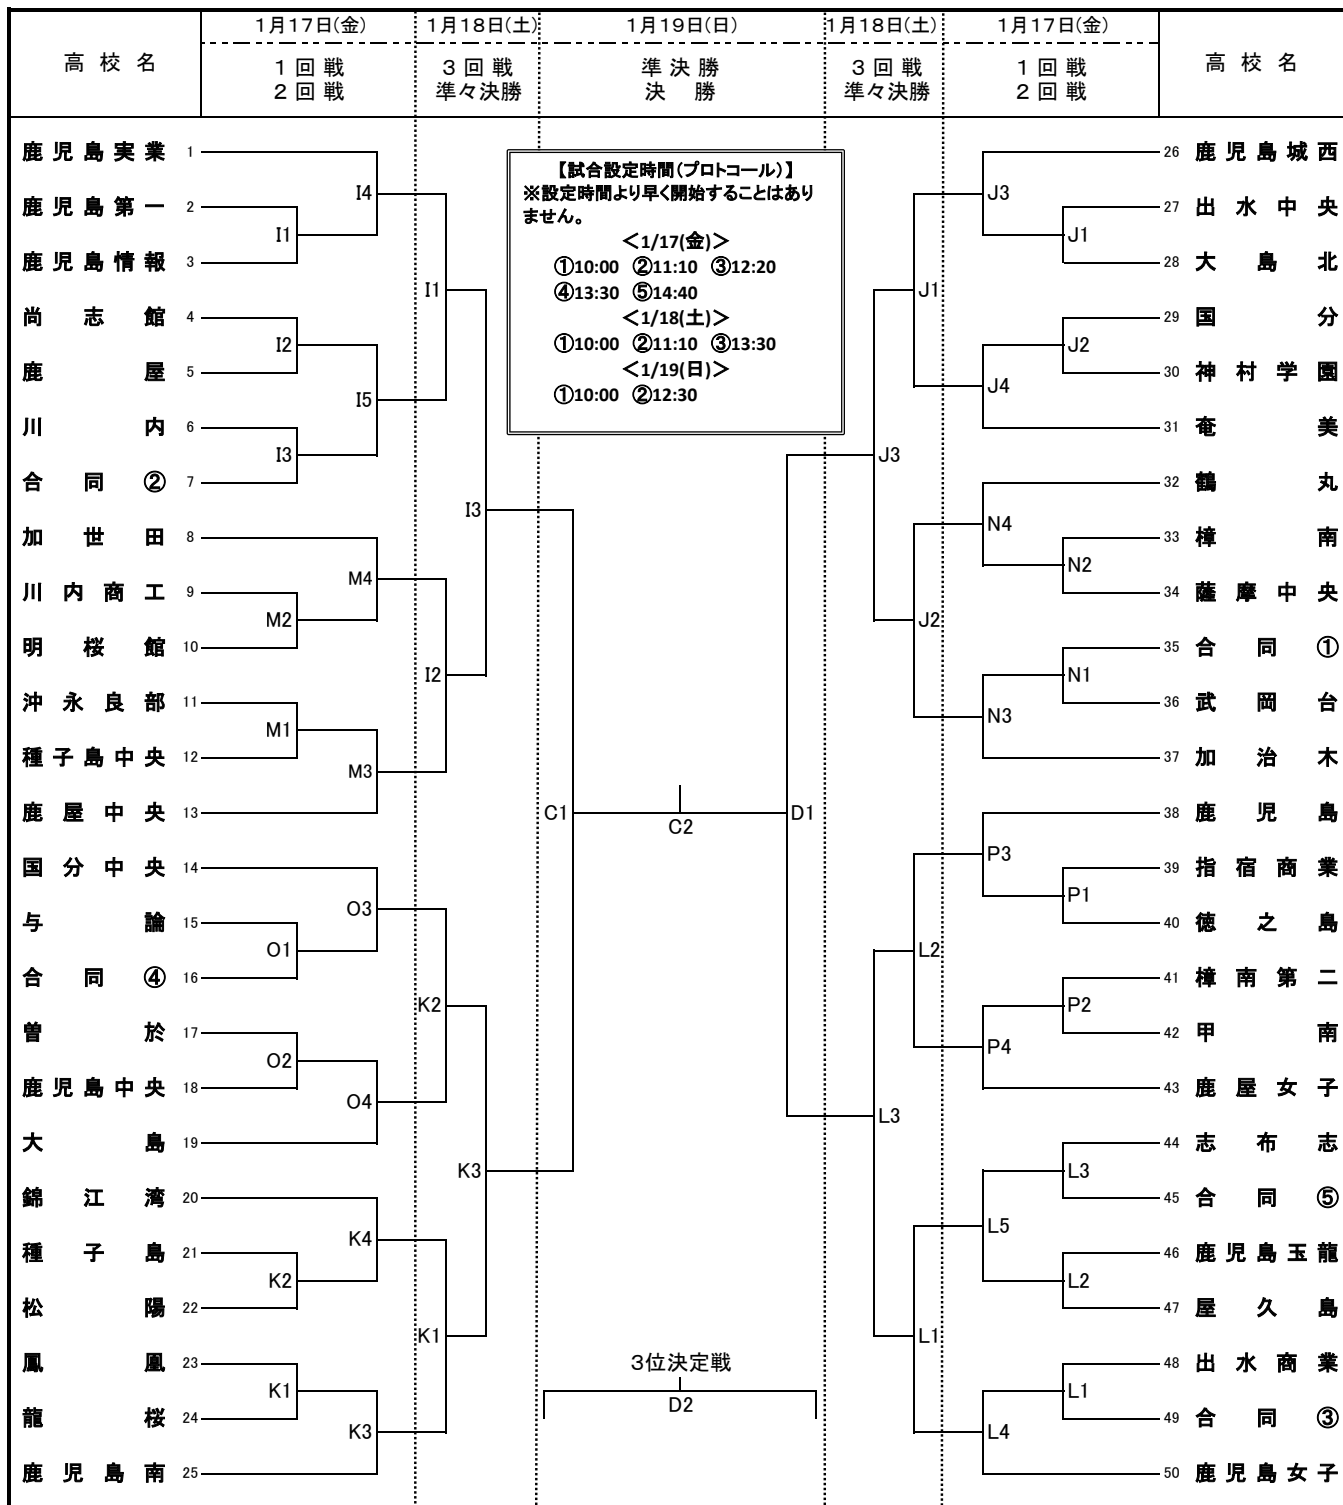 高校名 1月17日(金) 1月18日(土) 1月19日(日) 1月18日(土) 1月17日(金) 高校名
1回戦 3回戦 準決勝 3回戦 1回戦
2回戦 準々決勝 決勝 準々決勝 2回戦
【試合設定時間(プロトコール)】
※設定時間より早く開始することはあり
ません。
<1/17(金)>
①10:00 ②11:10 ③12:20
④13:30 ⑤14:40
<1/18(土)>
①10:00 ②11:10 ③13:30
<1/19(日)>
①10:00 ②12:30
鹿児島実業 1
I4
鹿児島第一 2
I1
鹿児島情報 3
I1
尚志館 4
I2
鹿屋 5
I5
川内 6
I3
合同② 7
I3
加世田 8
M4
川内商工 9
M2
明桜館 10
I2
沖永良部 11
M1
種子島中央 12
M3
鹿屋中央 13
C1
国分中央 14
O3
与論 15
O1
合同④ 16
K2
曽於 17
O2
鹿児島中央 18
O4
大島 19
K3
錦江湾 20
K4
種子島 21
K2
松陽 22
K1
鳳凰 23
K1
龍桜 24
K3
鹿児島南 25
C2
3位決定戦
D2
26 鹿児島城西
J3
27 出水中央
J1
28 大島北
J1
29 国分
J2
30 神村学園
J4
31 奄美
J3
32 鶴丸
N4
33 樟南
N2
34 薩摩中央
J2
35 合同①
N1
36 武岡台
N3
37 加治木
D1
38 鹿児島
P3
39 指宿商業
P1
40 徳之島
L2
41 樟南第二
P2
42 甲南
P4
43 鹿屋女子
L3
44 志布志
L3
45 合同⑤
L5
46 鹿児島玉龍
L2
47 屋久島
L1
48 出水商業
L1
49 合同③
L4
50 鹿児島女子